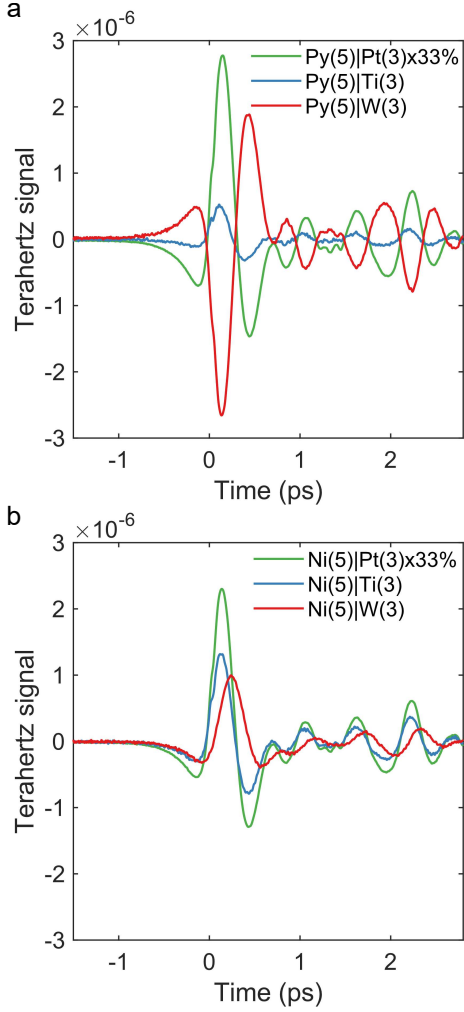 a
×10⁻⁶
3
2
1
0
-1
-2
-3
Terahertz signal
Py(5)|Pt(3)x33%
Py(5)|Ti(3)
Py(5)|W(3)
-1 0 1 2
Time (ps)
b
×10⁻⁶
3
2
1
0
-1
-2
-3
Terahertz signal
Ni(5)|Pt(3)x33%
Ni(5)|Ti(3)
Ni(5)|W(3)
-1 0 1 2
Time (ps)